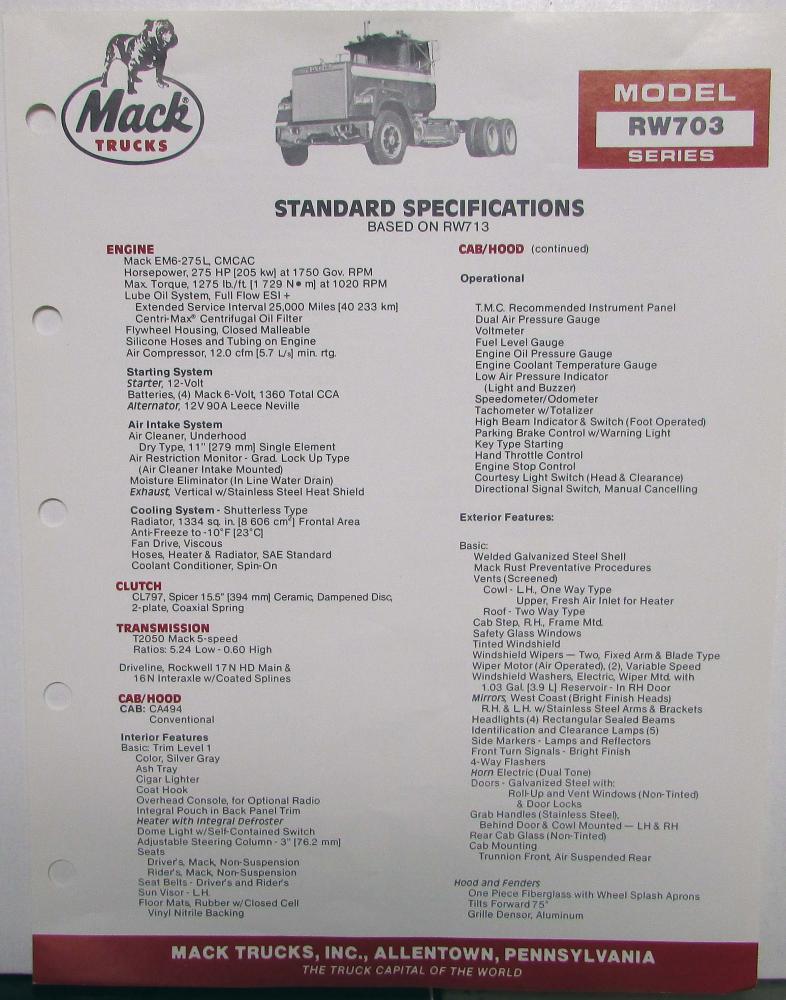 Mack®
TRUCKS
MODEL
RW703
SERIES
STANDARD SPECIFICATIONS
BASED ON RW713
ENGINE
Mack EM6-275L, CMCAC
Horsepower, 275 HP [205 kw] at 1750 Gov. RPM
Max. Torque, 1275 lb./ft. [1 729 N•m] at 1020 RPM
Lube Oil System, Full Flow ESI +
Extended Service Interval 25,000 Miles [40 233 km]
Centri-Max® Centrifugal Oil Filter
Flywheel Housing, Closed Malleable
Silicone Hoses and Tubing on Engine
Air Compressor, 12.0 cfm [5.7 L/s] min. rtg.
Starting System
Starter, 12-Volt
Batteries, (4) Mack 6-Volt, 1360 Total CCA
Alternator, 12V 90A Leece Neville
Air Intake System
Air Cleaner, Underhood
Dry Type, 11" [279 mm] Single Element
Air Restriction Monitor - Grad. Lock Up Type
(Air Cleaner Intake Mounted)
Moisture Eliminator (In Line Water Drain)
Exhaust, Vertical w/Stainless Steel Heat Shield
Cooling System - Shutterless Type
Radiator, 1334 sq. in. [8 606 cm²] Frontal Area
Anti-Freeze to -10°F [23°C]
Fan Drive, Viscous
Hoses, Heater & Radiator, SAE Standard
Coolant Conditioner, Spin-On
CLUTCH
CL797, Spicer 15.5" [394 mm] Ceramic, Dampened Disc,
2-plate, Coaxial Spring
TRANSMISSION
T2050 Mack 5-speed
Ratios: 5.24 Low - 0.60 High
Driveline, Rockwell 17N HD Main &
16N Interaxle w/Coated Splines
CAB/HOOD
CAB: CA494
Conventional
Interior Features
Basic: Trim Level 1
Color, Silver Gray
Ash Tray
Cigar Lighter
Coat Hook
Overhead Console, for Optional Radio
Integral Pouch in Back Panel Trim
Heater with Integral Defroster
Dome Light w/Self-Contained Switch
Adjustable Steering Column - 3" [76.2 mm]
Seats
Driver's, Mack, Non-Suspension
Rider's, Mack, Non-Suspension
Seat Belts - Driver's and Rider's
Sun Visor - L.H.
Floor Mats, Rubber w/Closed Cell
Vinyl Nitrile Backing
CAB/HOOD (continued)
Operational
T.M.C. Recommended Instrument Panel
Dual Air Pressure Gauge
Voltmeter
Fuel Level Gauge
Engine Oil Pressure Gauge
Engine Coolant Temperature Gauge
Low Air Pressure Indicator
(Light and Buzzer)
Speedometer/Odometer
Tachometer w/Totalizer
High Beam Indicator & Switch (Foot Operated)
Parking Brake Control w/Warning Light
Key Type Starting
Hand Throttle Control
Engine Stop Control
Courtesy Light Switch (Head & Clearance)
Directional Signal Switch, Manual Cancelling
Exterior Features:
Basic:
Welded Galvanized Steel Shell
Mack Rust Preventative Procedures
Vents (Screened)
Cowl - L.H., One Way Type
Upper, Fresh Air Inlet for Heater
Roof - Two Way Type
Cab Step, R.H., Frame Mtd.
Safety Glass Windows
Tinted Windshield
Windshield Wipers — Two, Fixed Arm & Blade Type
Wiper Motor (Air Operated), (2), Variable Speed
Windshield Washers, Electric, Wiper Mtd. with
1.03 Gal. [3.9 L] Reservoir - In RH Door
Mirrors, West Coast (Bright Finish Heads)
R.H. & L.H. w/Stainless Steel Arms & Brackets
Headlights (4) Rectangular Sealed Beams
Identification and Clearance Lamps (5)
Side Markers - Lamps and Reflectors
Front Turn Signals - Bright Finish
4-Way Flashers
Horn Electric (Dual Tone)
Doors - Galvanized Steel with:
Roll-Up and Vent Windows (Non-Tinted)
& Door Locks
Grab Handles (Stainless Steel),
Behind Door & Cowl Mounted — LH & RH
Rear Cab Glass (Non-Tinted)
Cab Mounting
Trunnion Front, Air Suspended Rear
Hood and Fenders
One Piece Fiberglass with Wheel Splash Aprons
Tilts Forward 75°
Grille Densor, Aluminum
MACK TRUCKS, INC., ALLENTOWN, PENNSYLVANIA
THE TRUCK CAPITAL OF THE WORLD